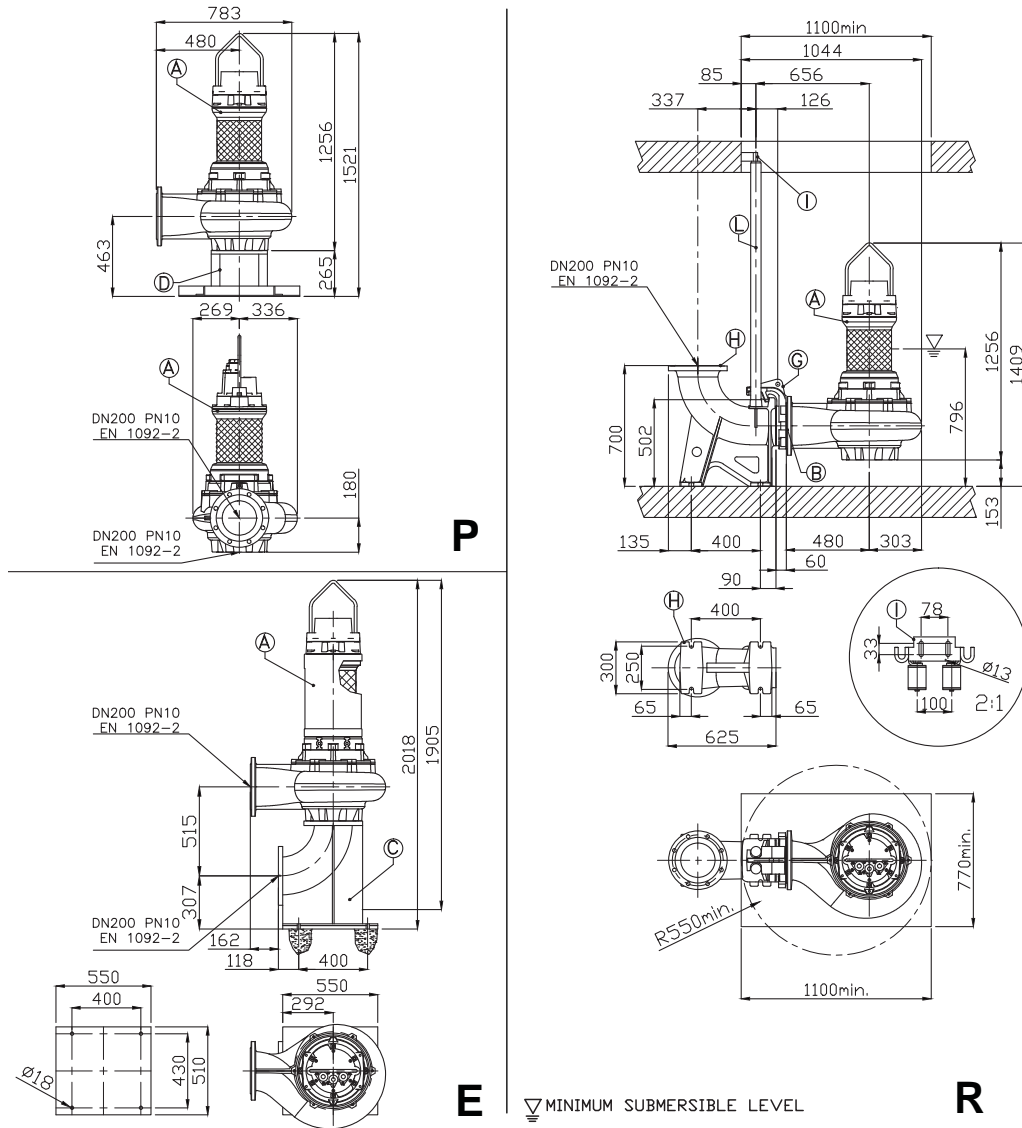 783
480
A
1256
1521
463
D
265
269
336
A
DN200 PN10
EN 1092-2
180
DN200 PN10
EN 1092-2
P
A
DN200 PN10
EN 1092-2
2018
1905
515
C
307
DN200 PN10
EN 1092-2
162
118
400
550
400
550
292
430
510
Ø18
E
1100min
1044
85
656
337
126
I
L
DN200 PN10
EN 1092-2
A
H
G
1256
1409
796
700
502
B
153
135
400
480
303
60
90
H
400
300
250
65
65
625
I
78
33
Ø13
100
2:1
770min.
R550min.
1100min.
MINIMUM SUBMERSIBLE LEVEL
R